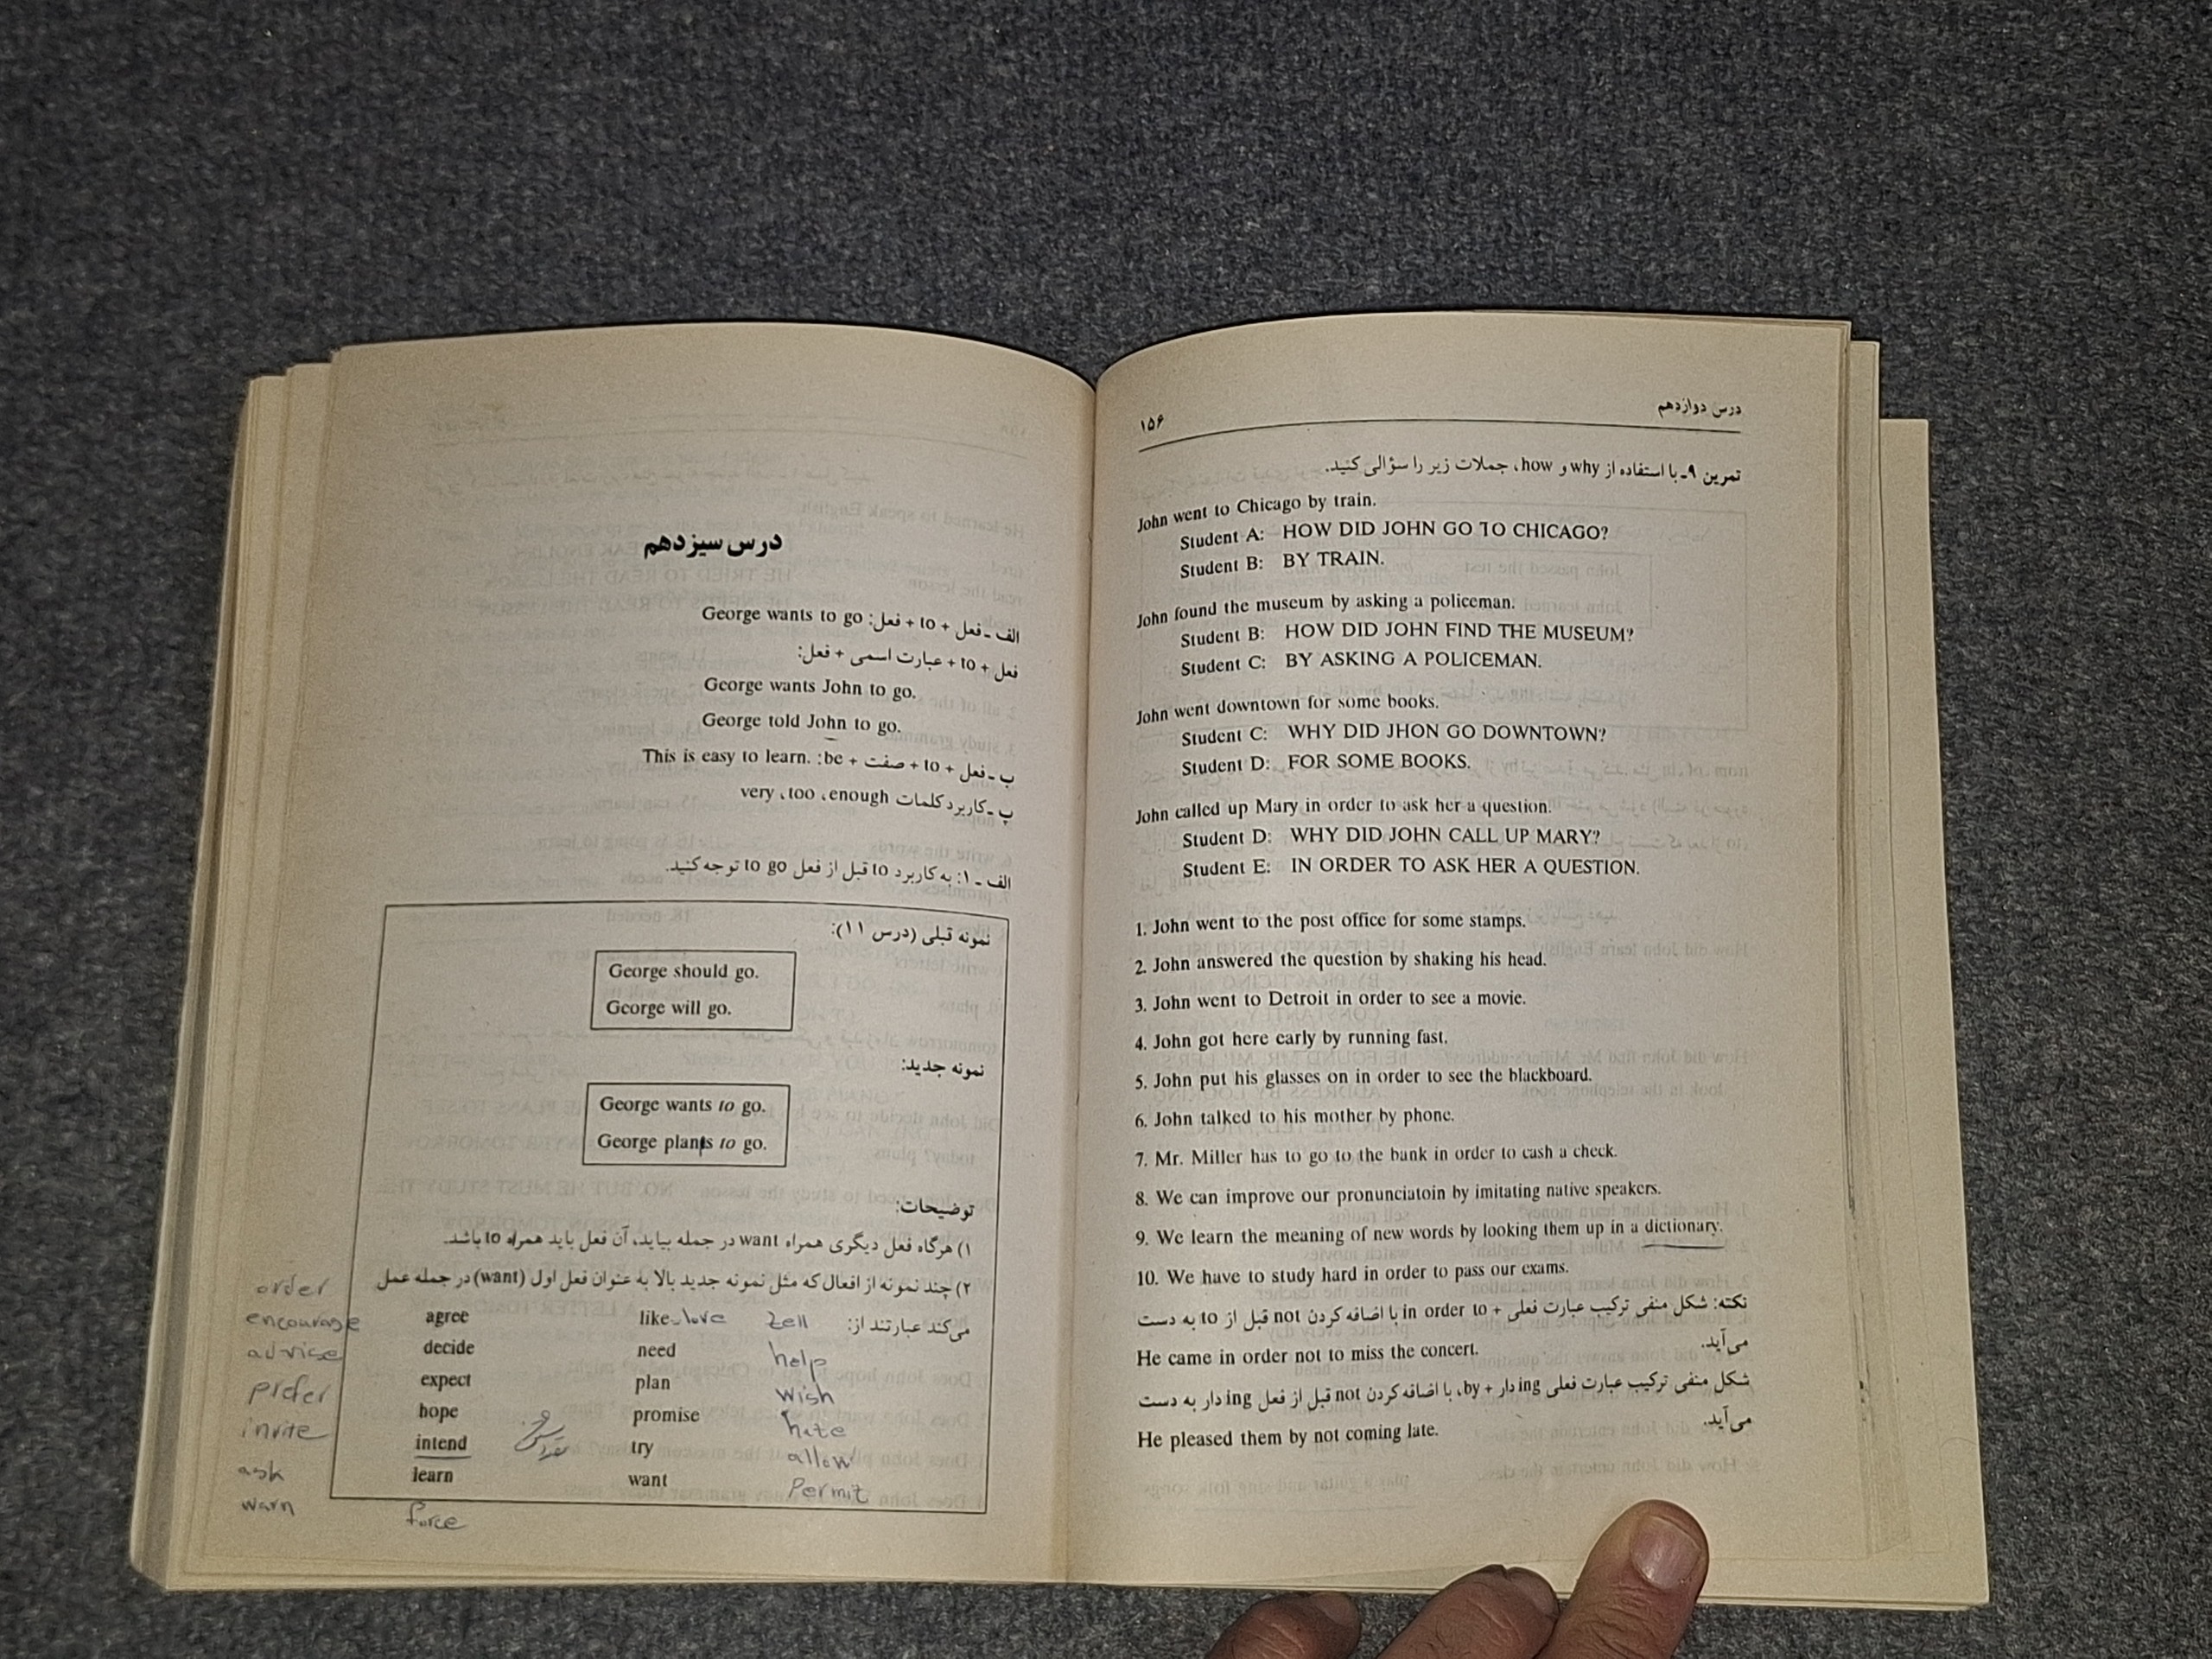 درس دوازدهم
۱۵۶
تمرین ۹ـ با استفاده از why و how، جملات زیر را سؤالی کنید.
John went to Chicago by train.
Student A: HOW DID JOHN GO TO CHICAGO?
Student B: BY TRAIN.
John found the museum by asking a policeman.
Student B: HOW DID JOHN FIND THE MUSEUM?
Student C: BY ASKING A POLICEMAN.
John went downtown for some books.
Student C: WHY DID JHON GO DOWNTOWN?
Student D: FOR SOME BOOKS.
John called up Mary in order to ask her a question.
Student D: WHY DID JOHN CALL UP MARY?
Student E: IN ORDER TO ASK HER A QUESTION.
1. John went to the post office for some stamps.
2. John answered the question by shaking his head.
3. John went to Detroit in order to see a movie.
4. John got here early by running fast.
5. John put his glasses on in order to see the blackboard.
6. John talked to his mother by phone.
7. Mr. Miller has to go to the bank in order to cash a check.
8. We can improve our pronunciatoin by imitating native speakers.
9. We learn the meaning of new words by looking them up in a dictionary.
10. We have to study hard in order to pass our exams.
نکته: شکل منفی ترکیب عبارت فعلی + in order to با اضافه کردن not قبل از to به دست
می‌آید.
He came in order not to miss the concert.
شکل منفی ترکیب عبارت فعلی ing دار + by، با اضافه کردن not قبل از فعل ing دار به دست
می‌آید.
He pleased them by not coming late.
درس سیزدهم
الف ـ فعل + to + فعل: George wants to go
فعل + to + عبارت اسمی + فعل:
George wants John to go.
George told John to go.
ب ـ فعل + to + صفت + be: This is easy to learn.
پ ـ کاربرد کلمات very ،too ،enough
الف ـ ۱: به کاربرد to قبل از فعل to go توجه کنید.
نمونه قبلی (درس ۱۱):
George should go.
George will go.
نمونه جدید:
George wants to go.
George plants to go.
توضیحات:
۱) هرگاه فعل دیگری همراه want در جمله بیاید، آن فعل باید همراه to باشد.
۲) چند نمونه از افعال که مثل نمونه جدید بالا به عنوان فعل اول (want) در جمله عمل
می‌کند عبارتند از:
agree like love tell
decide need help
expect plan wish
hope promise hate
intend try allow
learn want Permit
order
encourage
advise
prefer
invite
ask
warn
force